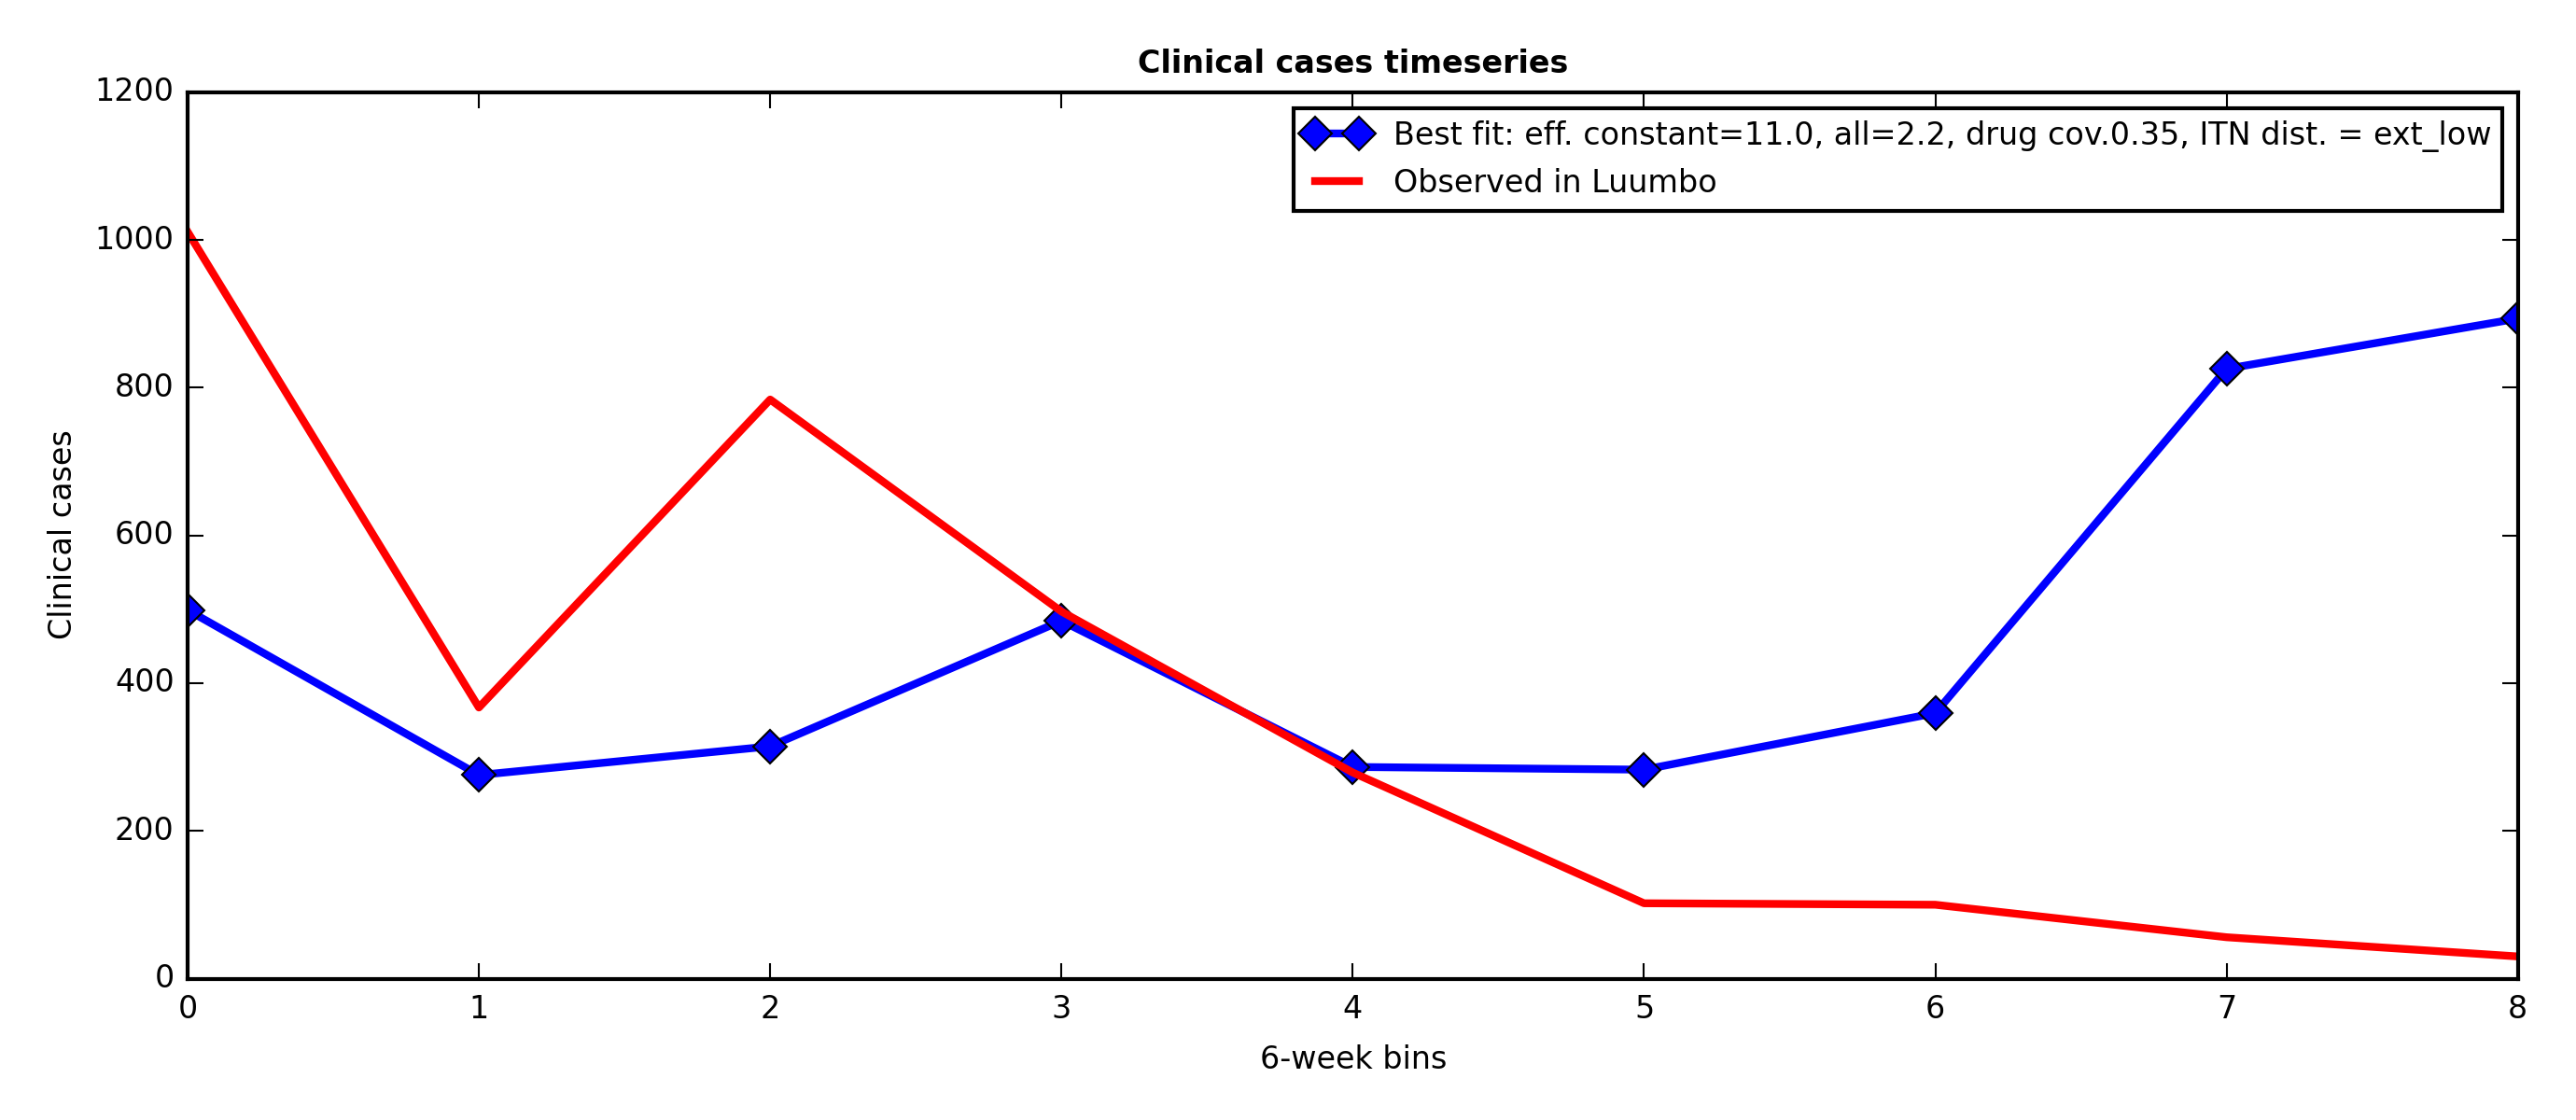 Clinical cases timeseries
Best fit: eff. constant=11.0, all=2.2, drug cov.0.35, ITN dist. = ext_low
Observed in Luumbo
Clinical cases
1200
1000
800
600
400
200
0
0 1 2 3 4 5 6 7 8
6-week bins